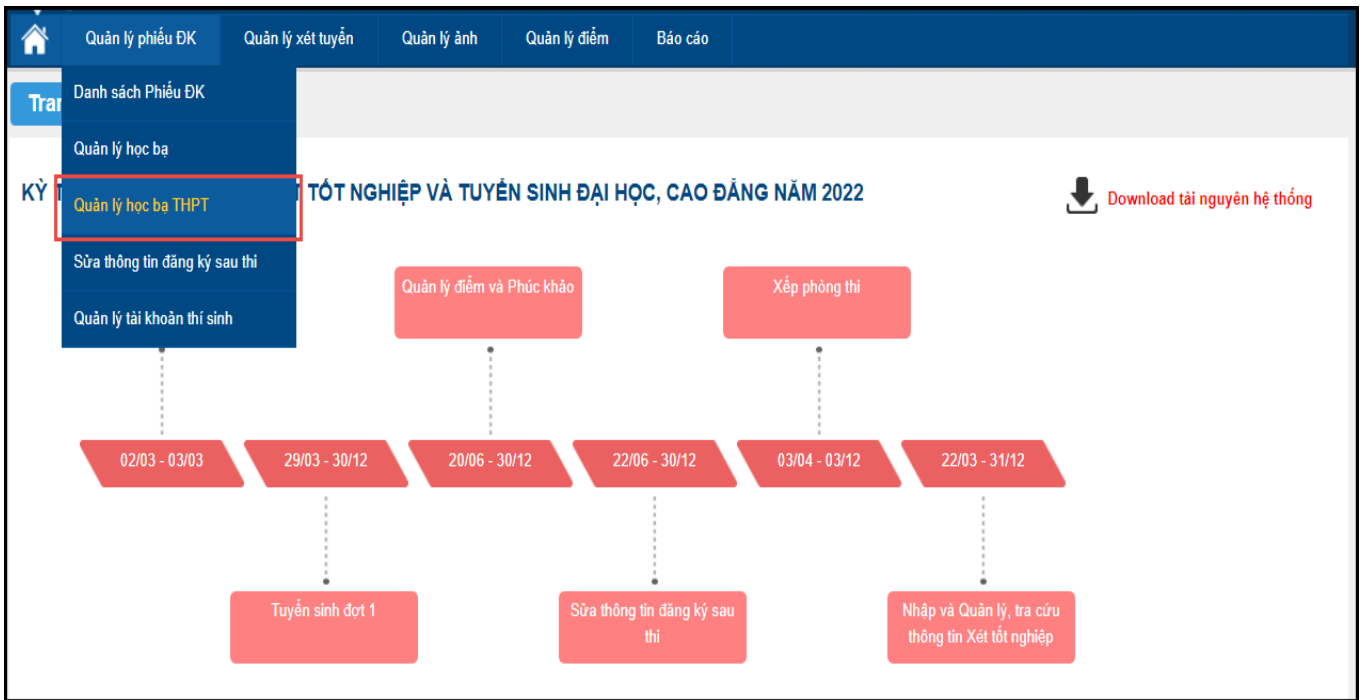 Quản lý phiếu ĐK Quản lý xét tuyển Quản lý ảnh Quản lý điểm Báo cáo
Danh sách Phiếu ĐK
Quản lý học bạ
KỲ TỐT NGHIỆP VÀ TUYỂN SINH ĐẠI HỌC, CAO ĐẲNG NĂM 2022
Quản lý học bạ THPT
Download tài nguyên hệ thống
Sửa thông tin đăng ký sau thi
Quản lý tài khoản thí sinh
Quản lý điểm và Phúc khảo
Xếp phòng thi
02/03 - 03/03 29/03 - 30/12 20/06 - 30/12 22/06 - 30/12 03/04 - 03/12 22/03 - 31/12
Tuyển sinh đợt 1
Sửa thông tin đăng ký sau
thi
Nhập và Quản lý, tra cứu
thông tin Xét tốt nghiệp